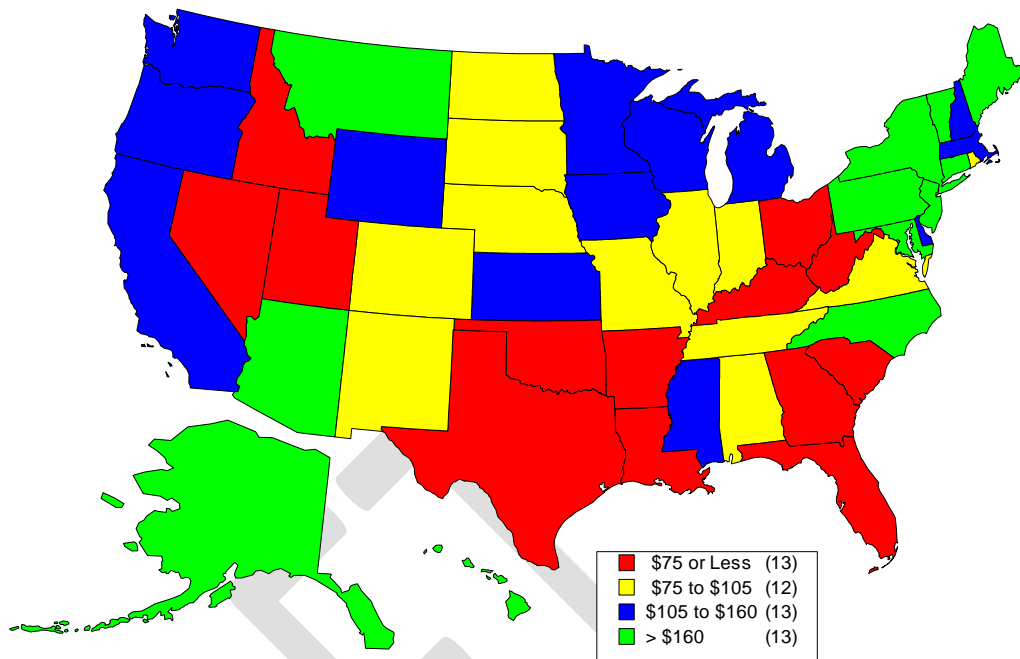 $75 or Less (13)
$75 to $105 (12)
$105 to $160 (13)
> $160 (13)